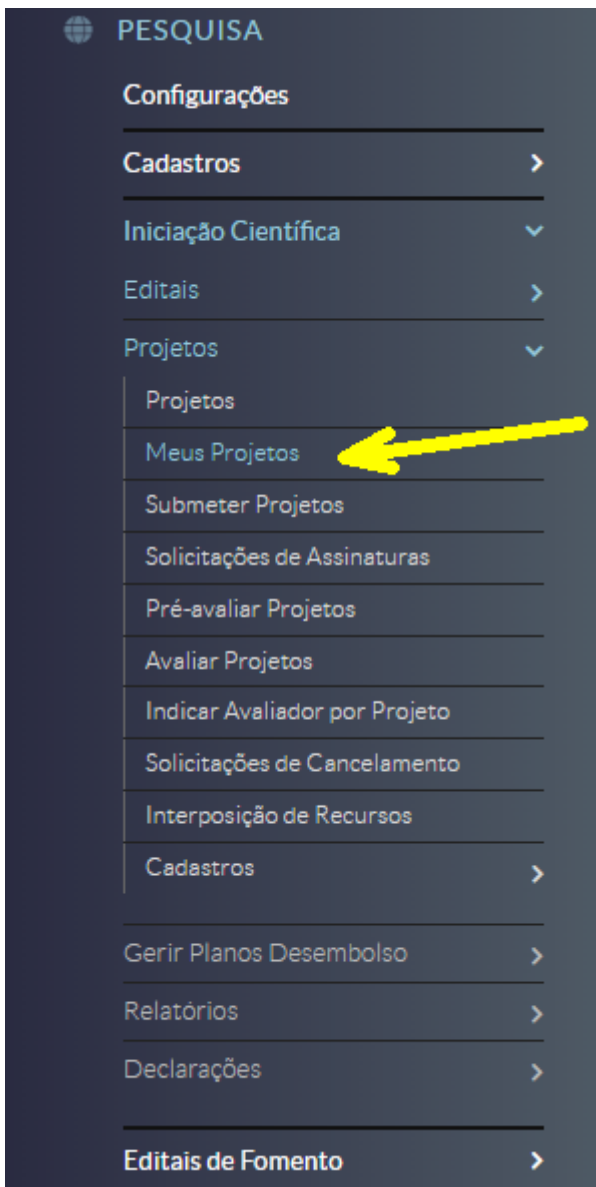 PESQUISA
Configurações
Cadastros
Iniciação Científica
Editais
Projetos
Projetos
Meus Projetos
Submeter Projetos
Solicitações de Assinaturas
Pré-avaliar Projetos
Avaliar Projetos
Indicar Avaliador por Projeto
Solicitações de Cancelamento
Interposição de Recursos
Cadastros
Gerir Planos Desembolso
Relatórios
Declarações
Editais de Fomento